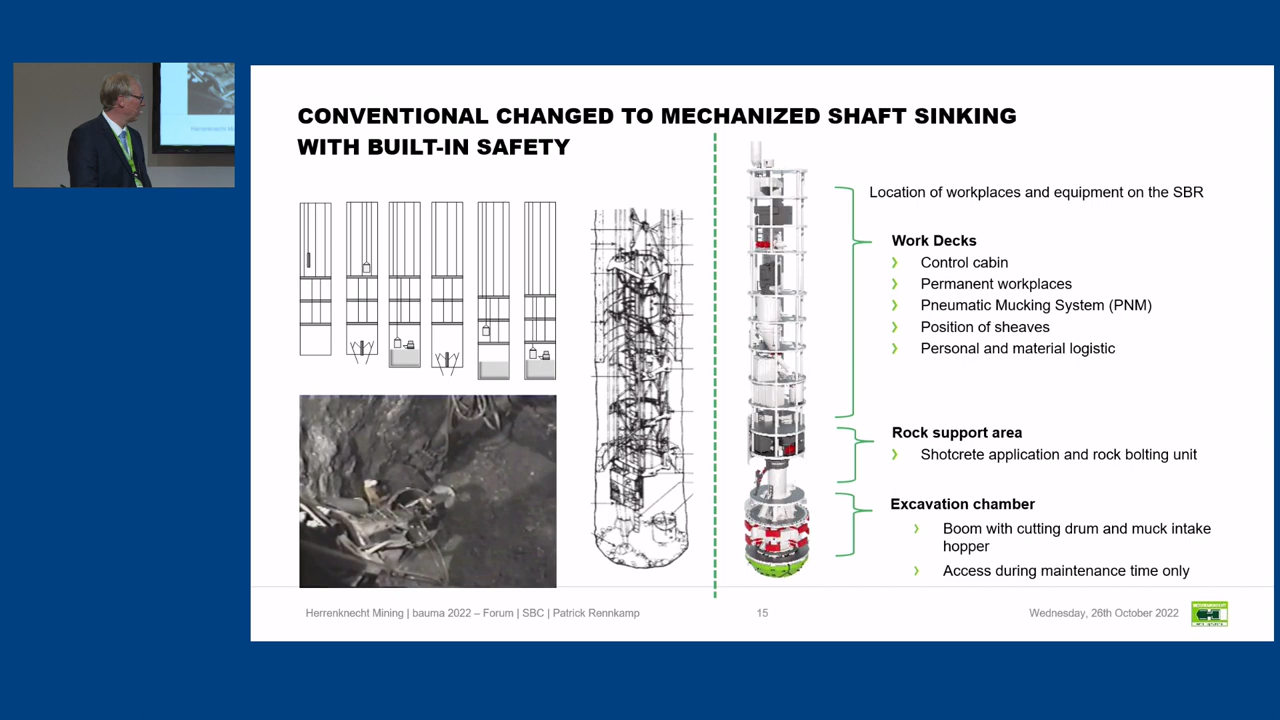 CONVENTIONAL CHANGED TO MECHANIZED SHAFT SINKING
WITH BUILT-IN SAFETY
Location of workplaces and equipment on the SBR
Work Decks
Control cabin
Permanent workplaces
Pneumatic Mucking System (PNM)
Position of sheaves
Personal and material logistic
Rock support area
Shotcrete application and rock bolting unit
Excavation chamber
Boom with cutting drum and muck intake
hopper
Access during maintenance time only
Herrenknecht Mining | bauma 2022 – Forum | SBC | Patrick Rennkamp
15
Wednesday, 26th October 2022